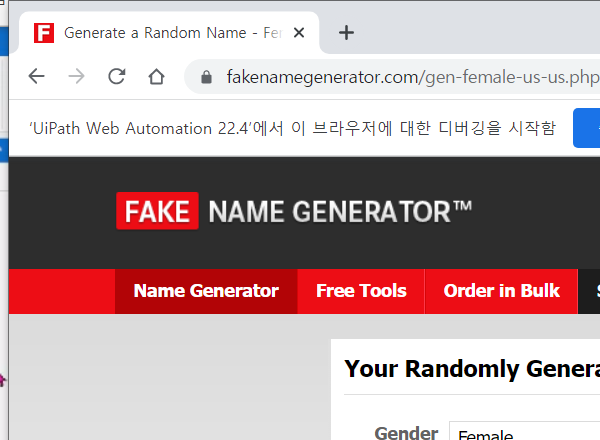 Generate a Random Name - Fe
fakenamegenerator.com/gen-female-us-us.php
'UiPath Web Automation 22.4'에서 이 브라우저에 대한 디버깅을 시작함
FAKE NAME GENERATOR™
Name Generator Free Tools Order in Bulk
Your Randomly Genera
Gender Female